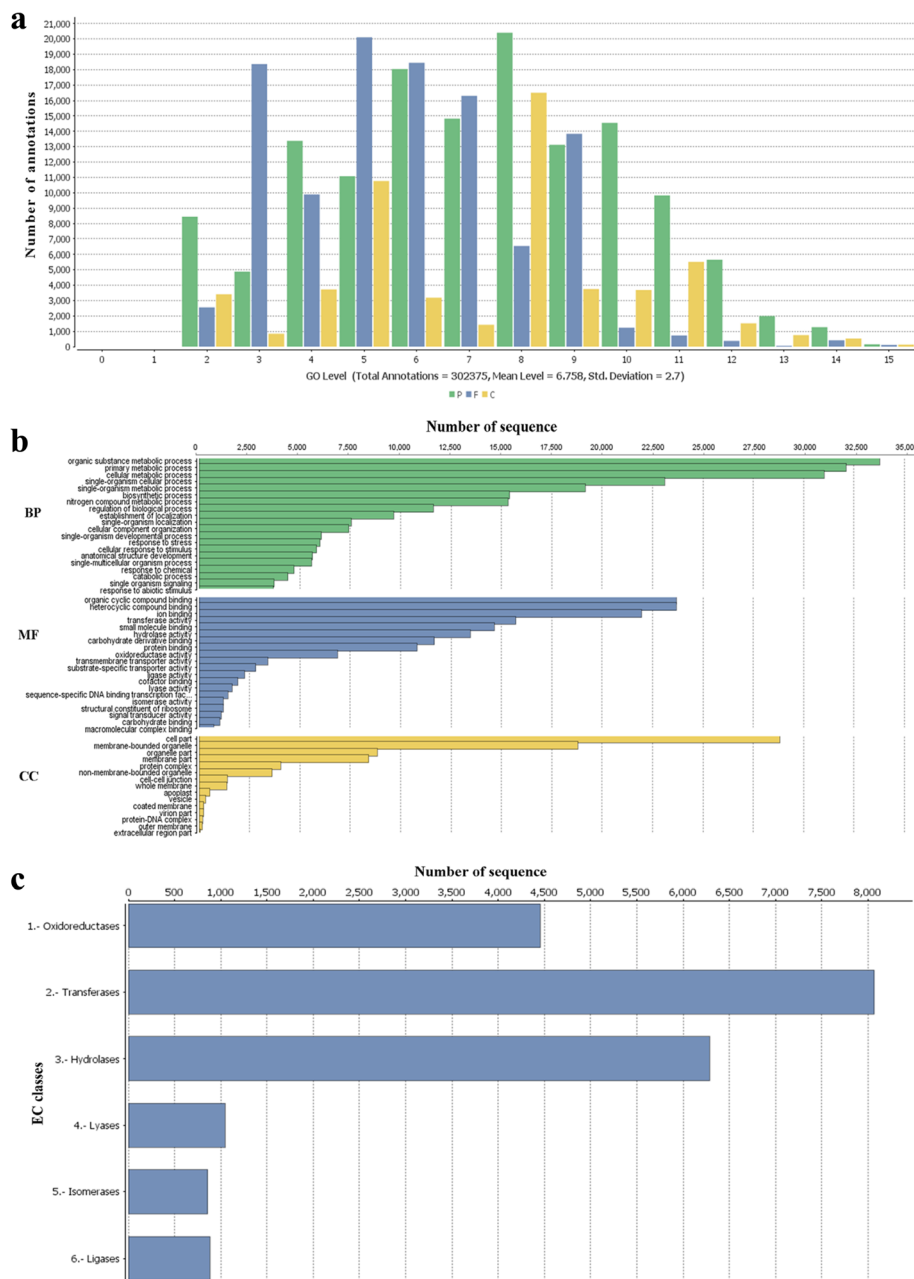 a
21,000
20,000
19,000
18,000
17,000
16,000
15,000
14,000
13,000
12,000
11,000
10,000
9,000
8,000
7,000
6,000
5,000
4,000
3,000
2,000
1,000
0
Number of annotations
0 1 2 3 4 5 6 7 8 9 10 11 12 13 14 15
GO Level (Total Annotations = 302375, Mean Level = 6.758, Std. Deviation = 2.7)
P F C
b
Number of sequence
0 2,500 5,000 7,500 10,000 12,500 15,000 17,500 20,000 22,500 25,000 27,500 30,000 32,500 35,00
BP
organic substance metabolic process
primary metabolic process
cellular metabolic process
single-organism cellular process
single-organism metabolic process
biosynthetic process
nitrogen compound metabolic process
regulation of biological process
establishment of localization
single-organism localization
cellular component organization
single-organism developmental process
response to stress
cellular response to stimulus
anatomical structure development
single-multicellular organism process
response to chemical
catabolic process
single organism signaling
response to abiotic stimulus
MF
organic cyclic compound binding
heterocyclic compound binding
ion binding
transferase activity
small molecule binding
hydrolase activity
carbohydrate derivative binding
protein binding
oxidoreductase activity
transmembrane transporter activity
substrate-specific transporter activity
ligase activity
cofactor binding
lyase activity
sequence-specific DNA binding transcription fac...
isomerase activity
structural constituent of ribosome
signal transducer activity
carbohydrate binding
macromolecular complex binding
CC
cell part
membrane-bounded organelle
organelle part
membrane part
protein complex
non-membrane-bounded organelle
cell-cell junction
whole membrane
apoplast
vesicle
coated membrane
virion part
protein-DNA complex
outer membrane
extracellular region part
c
Number of sequence
0 500 1,000 1,500 2,000 2,500 3,000 3,500 4,000 4,500 5,000 5,500 6,000 6,500 7,000 7,500 8,000
EC classes
1.- Oxidoreductases
2.- Transferases
3.- Hydrolases
4.- Lyases
5.- Isomerases
6.- Ligases